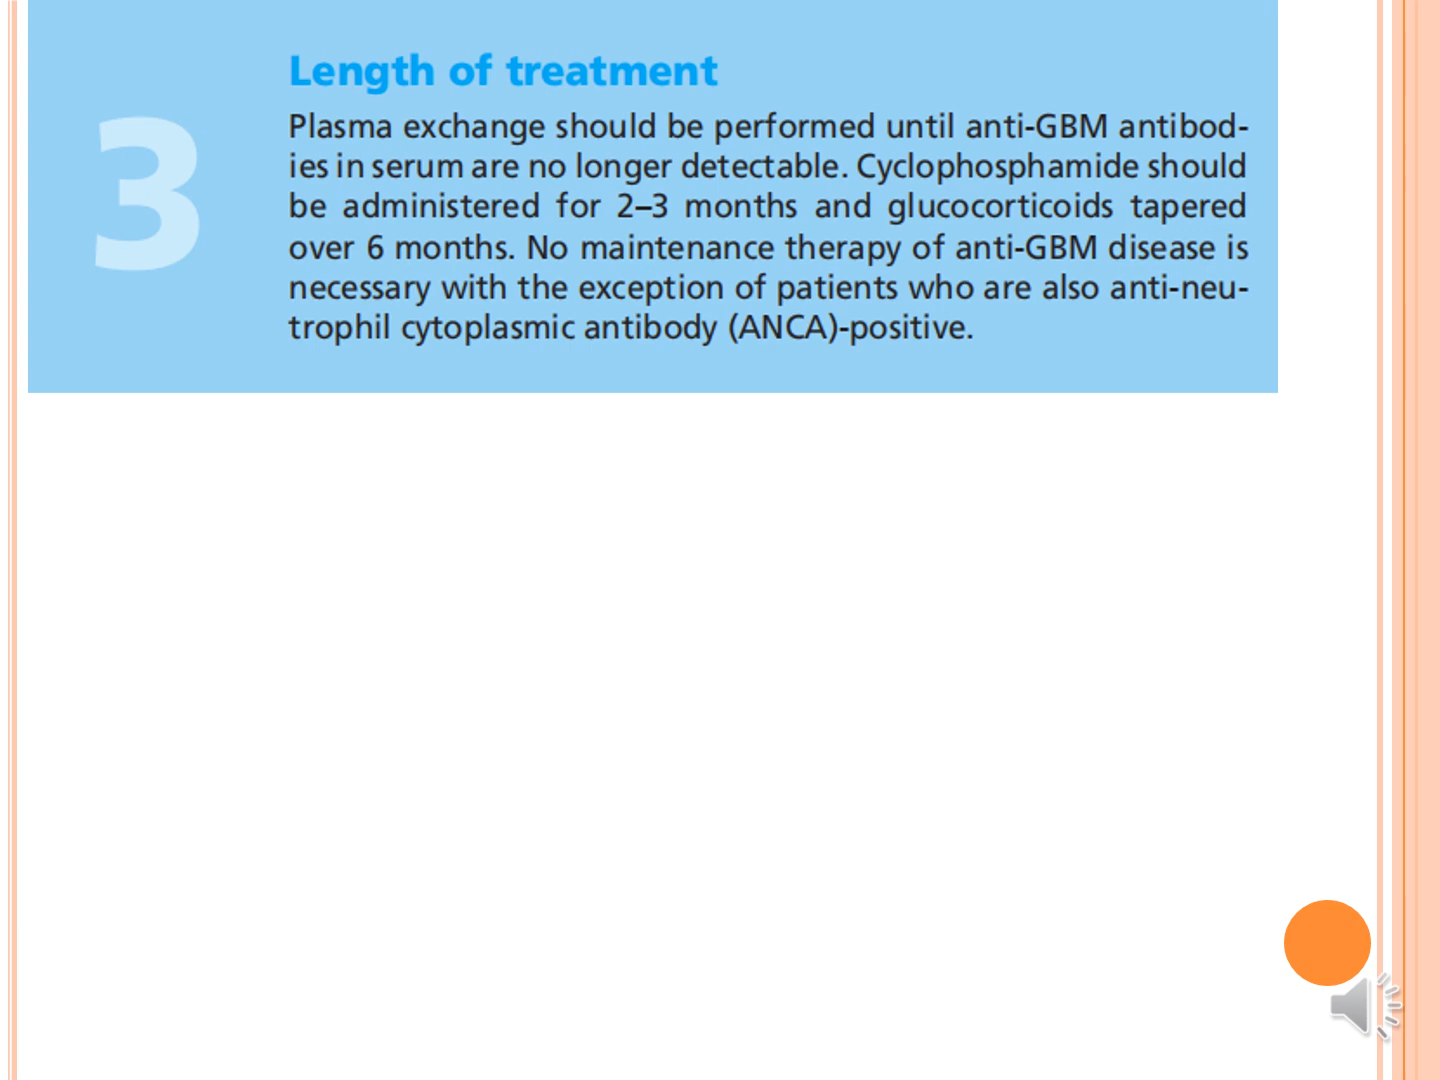 Length of treatment
3
Plasma exchange should be performed until anti-GBM antibod-
ies in serum are no longer detectable. Cyclophosphamide should
be administered for 2–3 months and glucocorticoids tapered
over 6 months. No maintenance therapy of anti-GBM disease is
necessary with the exception of patients who are also anti-neu-
trophil cytoplasmic antibody (ANCA)-positive.